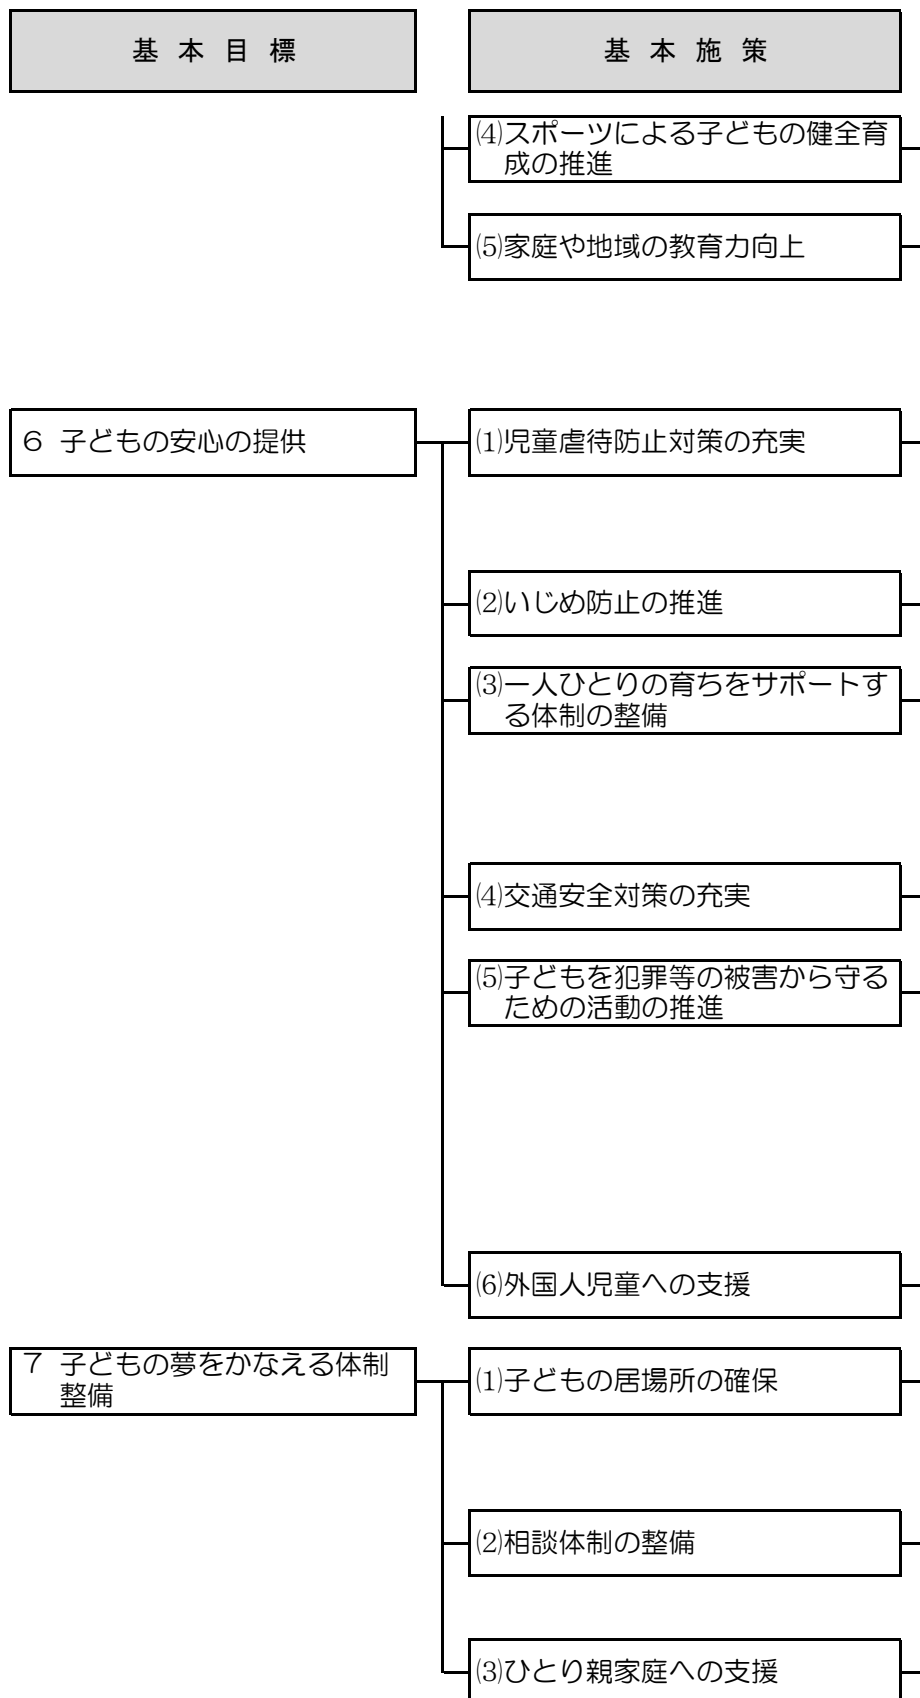 基本目標
基本施策
⑷スポーツによる子どもの健全育
成の推進
⑸家庭や地域の教育力向上
６ 子どもの安心の提供
⑴児童虐待防止対策の充実
⑵いじめ防止の推進
⑶一人ひとりの育ちをサポートす
る体制の整備
⑷交通安全対策の充実
⑸子どもを犯罪等の被害から守る
ための活動の推進
⑹外国人児童への支援
７ 子どもの夢をかなえる体制
整備
⑴子どもの居場所の確保
⑵相談体制の整備
⑶ひとり親家庭への支援